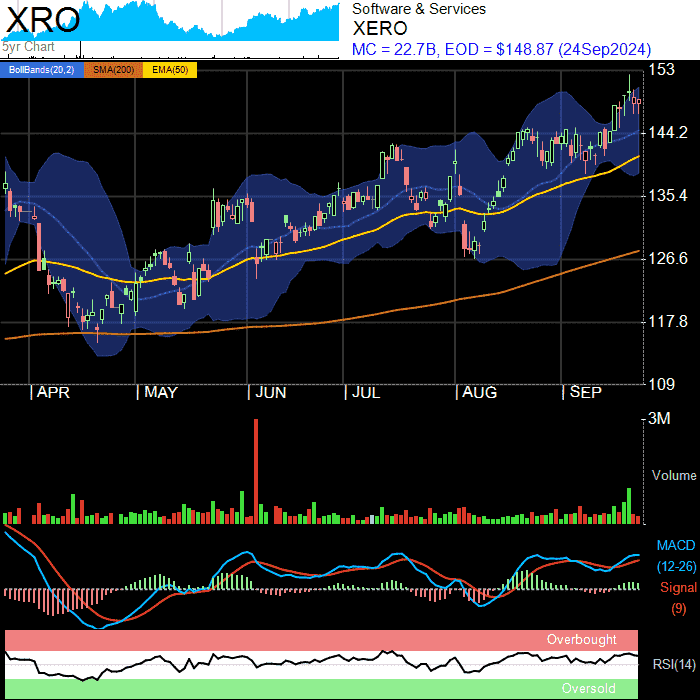 XRO
5yr Chart
Software & Services
XERO
MC = 22.7B, EOD = $148.87 (24Sep2024)
BollBands(20,2) SMA(200) EMA(50)
153
144.2
135.4
126.6
117.8
109
APR MAY JUN JUL AUG SEP
3M
Volume
MACD
(12-26)
Signal
(9)
Overbought
RSI(14)
Oversold